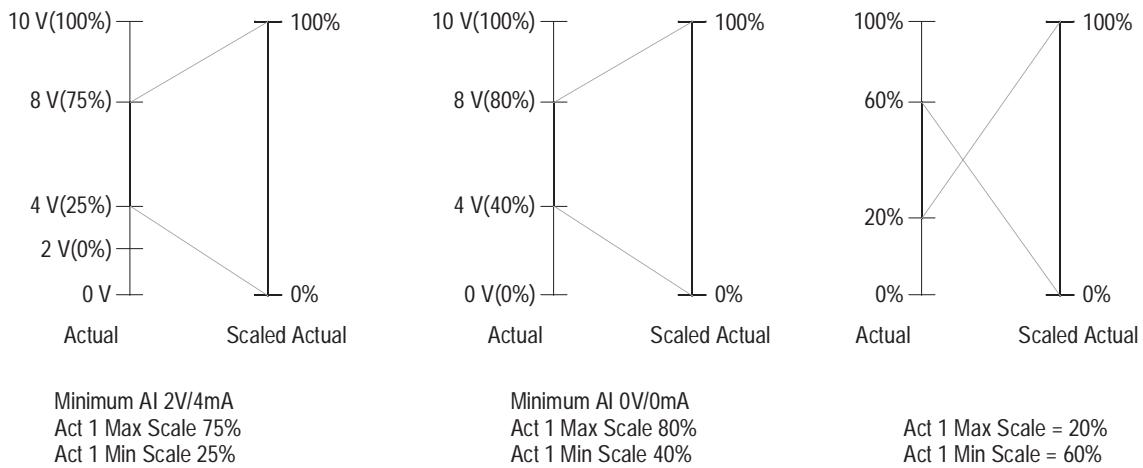 10 V(100%)
100%
8 V(75%)
4 V(25%)
2 V(0%)
0 V
0%
Actual
Scaled Actual
Minimum AI 2V/4mA
Act 1 Max Scale 75%
Act 1 Min Scale 25%
10 V(100%)
100%
8 V(80%)
4 V(40%)
0 V(0%)
0%
Actual
Scaled Actual
Minimum AI 0V/0mA
Act 1 Max Scale 80%
Act 1 Min Scale 40%
100%
100%
60%
20%
0%
0%
Actual
Scaled Actual
Act 1 Max Scale = 20%
Act 1 Min Scale = 60%